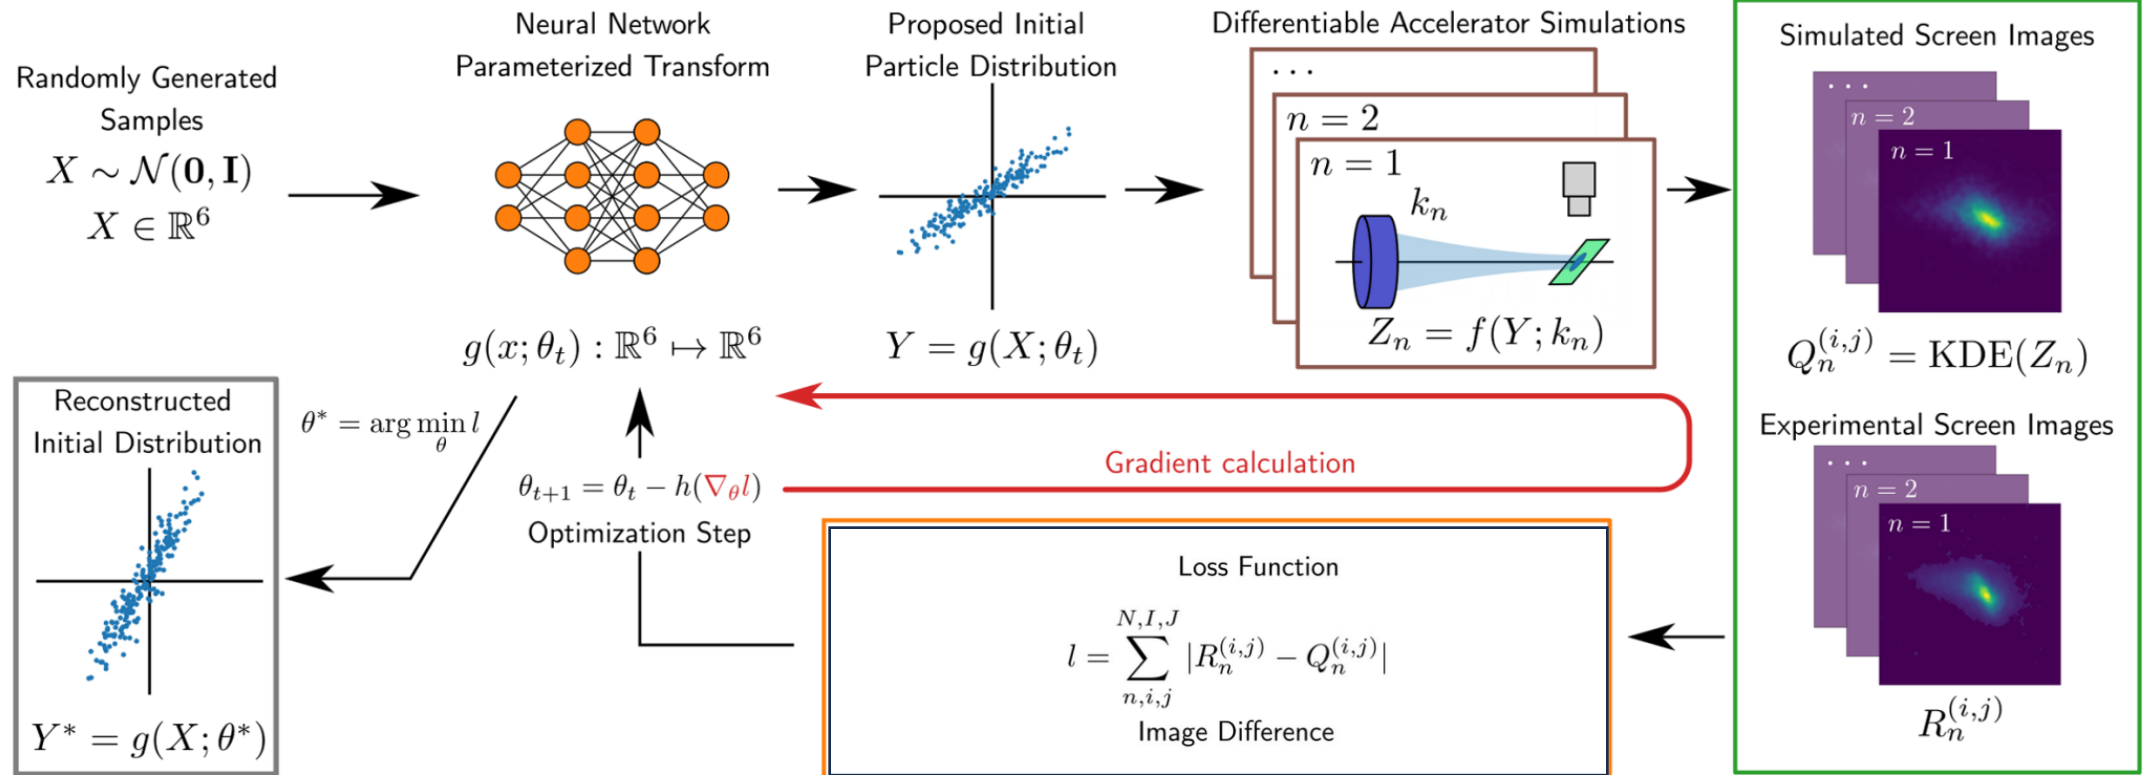 Randomly Generated
Samples
X ∼ 𝒩(𝟎, 𝐈)
X ∈ ℝ⁶
Neural Network
Parameterized Transform
g(x; θ_t) : ℝ⁶ ↦ ℝ⁶
Proposed Initial
Particle Distribution
Y = g(X; θ_t)
Differentiable Accelerator Simulations
...
n = 2
n = 1
k_n
Z_n = f(Y; k_n)
Simulated Screen Images
...
n = 2
n = 1
Q_n^{(i,j)} = KDE(Z_n)
Experimental Screen Images
...
n = 2
n = 1
R_n^{(i,j)}
Loss Function
l = ∑_{n,i,j}^{N,I,J} |R_n^{(i,j)} − Q_n^{(i,j)}|
Image Difference
Gradient calculation
θ_{t+1} = θ_t − h(∇_θ l)
Optimization Step
θ* = arg min_θ l
Reconstructed
Initial Distribution
Y* = g(X; θ*)